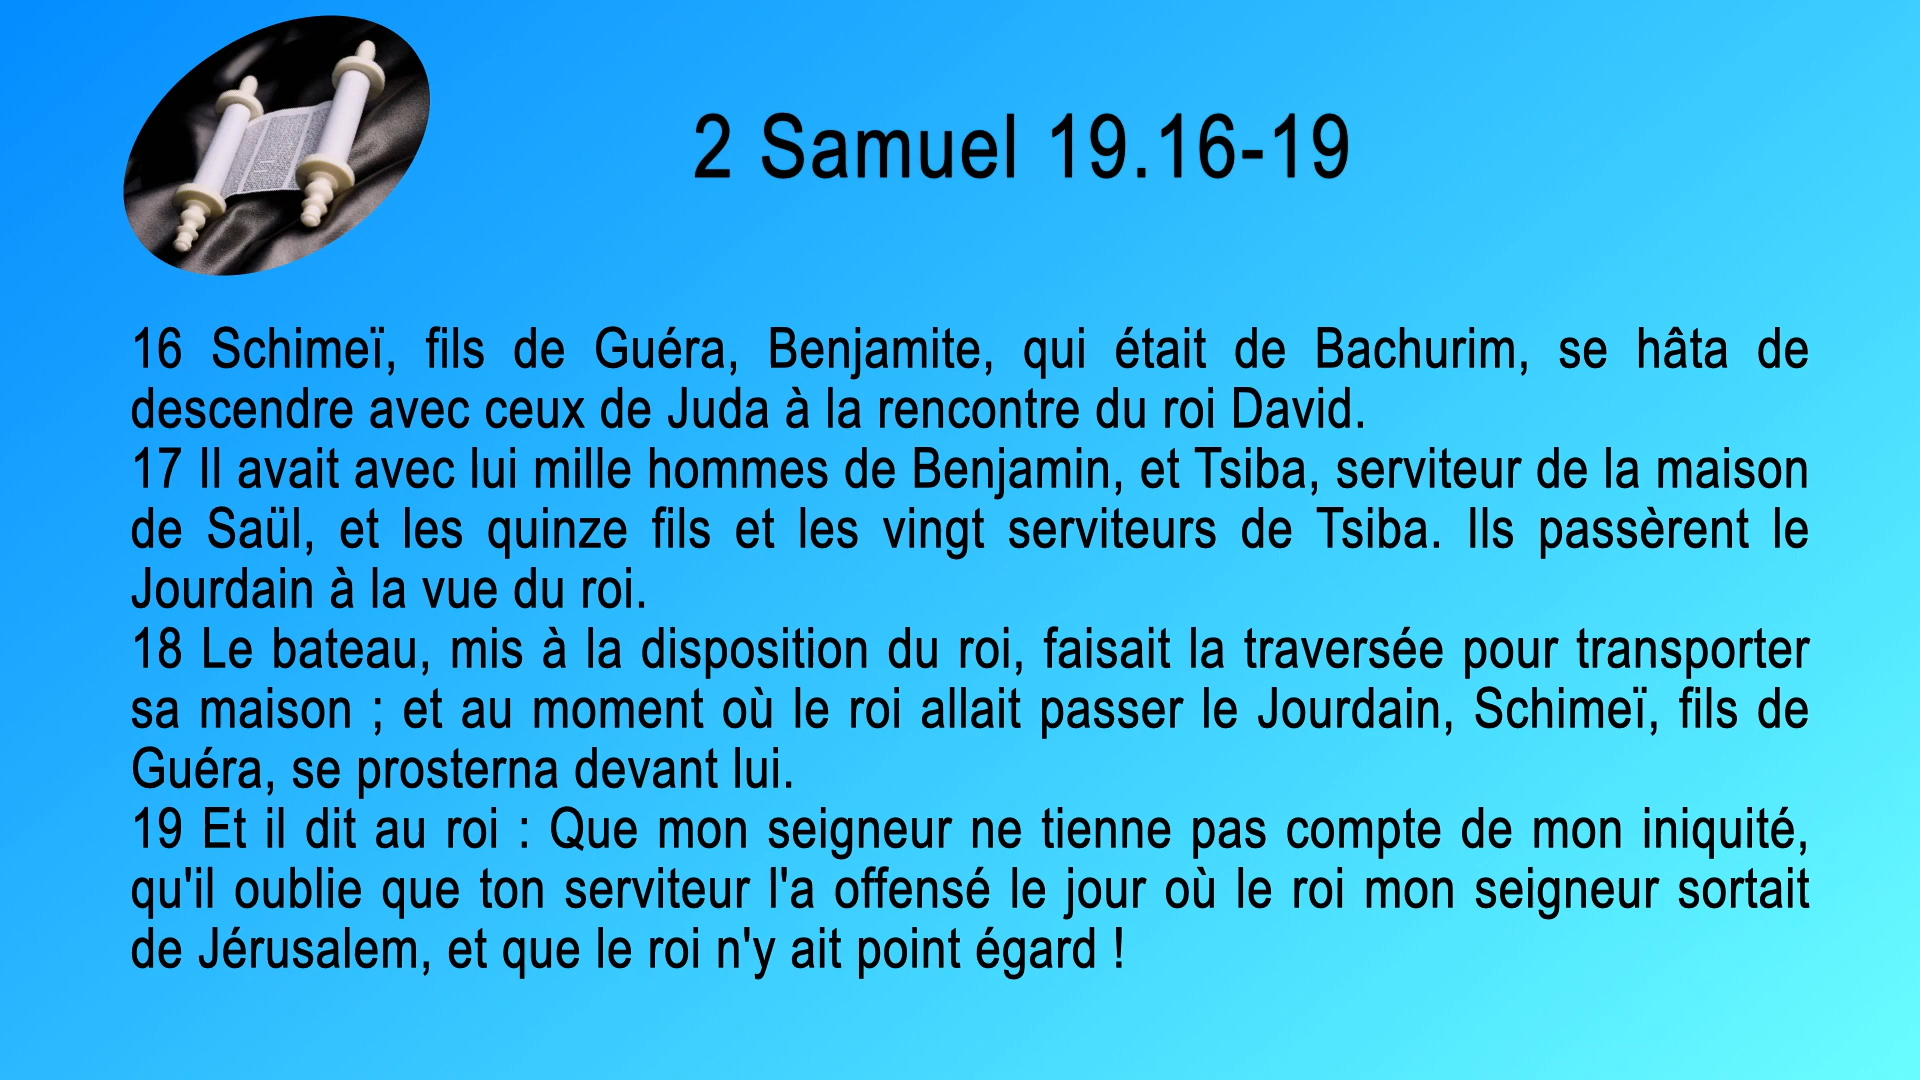 2 Samuel 19.16-19
16 Schimeï, fils de Guéra, Benjamite, qui était de Bachurim, se hâta de
descendre avec ceux de Juda à la rencontre du roi David.
17 Il avait avec lui mille hommes de Benjamin, et Tsiba, serviteur de la maison
de Saül, et les quinze fils et les vingt serviteurs de Tsiba. Ils passèrent le
Jourdain à la vue du roi.
18 Le bateau, mis à la disposition du roi, faisait la traversée pour transporter
sa maison ; et au moment où le roi allait passer le Jourdain, Schimeï, fils de
Guéra, se prosterna devant lui.
19 Et il dit au roi : Que mon seigneur ne tienne pas compte de mon iniquité,
qu'il oublie que ton serviteur l'a offensé le jour où le roi mon seigneur sortait
de Jérusalem, et que le roi n'y ait point égard !